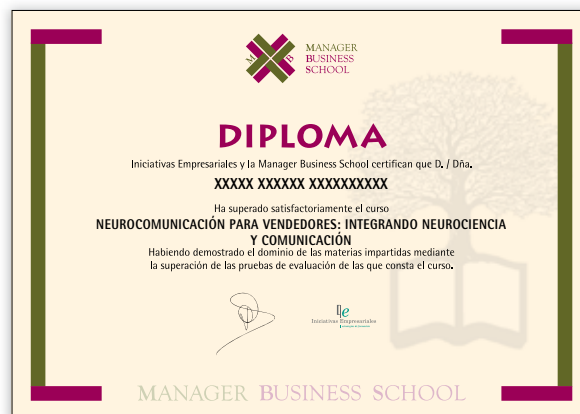 M B
MANAGER
BUSINESS
SCHOOL
DIPLOMA
Iniciativas Empresariales y la Manager Business School certifican que D. / Dña.
XXXXX XXXXXX XXXXXXXXXX
Ha superado satisfactoriamente el curso
NEUROCOMUNICACIÓN PARA VENDEDORES: INTEGRANDO NEUROCIENCIA
Y COMUNICACIÓN
Habiendo demostrado el dominio de las materias impartidas mediante
la superación de las pruebas de evaluación de las que consta el curso.
Iniciativas Empresariales
MANAGER BUSINESS SCHOOL